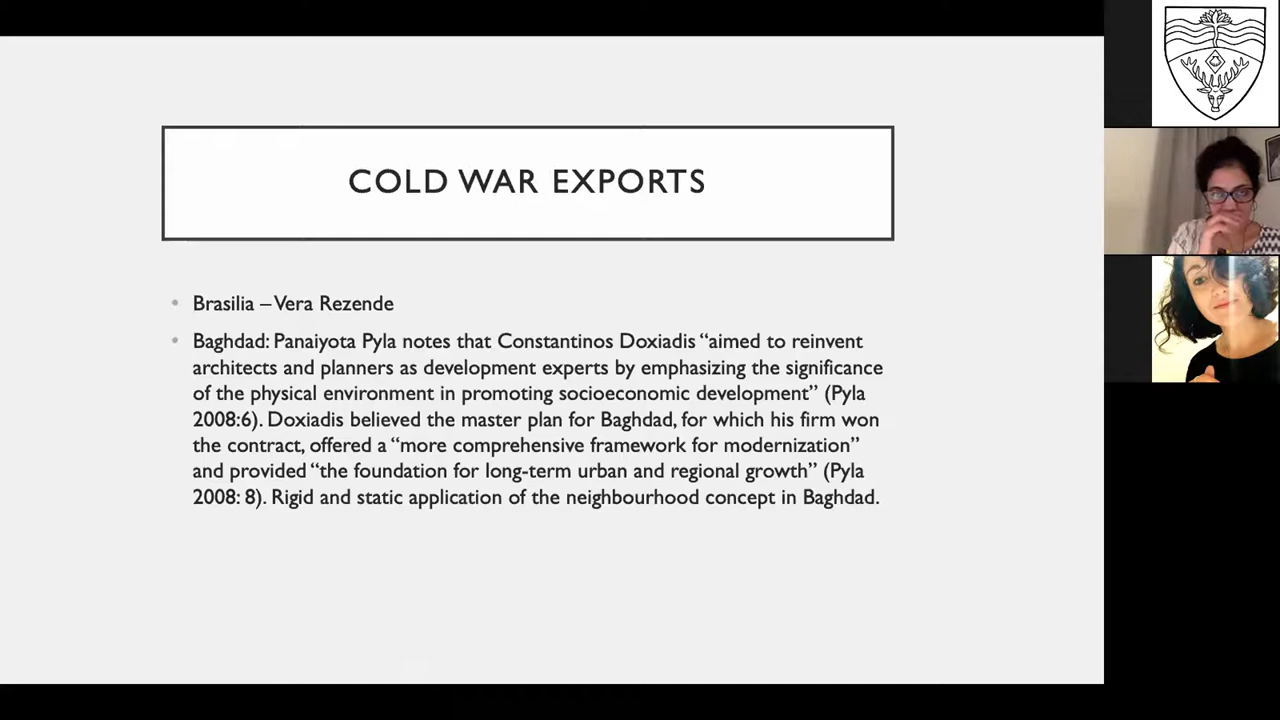 COLD WAR EXPORTS
• Brasilia – Vera Rezende
• Baghdad: Panaiyota Pyla notes that Constantinos Doxiadis “aimed to reinvent
architects and planners as development experts by emphasizing the significance
of the physical environment in promoting socioeconomic development” (Pyla
2008:6). Doxiadis believed the master plan for Baghdad, for which his firm won
the contract, offered a “more comprehensive framework for modernization”
and provided “the foundation for long-term urban and regional growth” (Pyla
2008: 8). Rigid and static application of the neighbourhood concept in Baghdad.